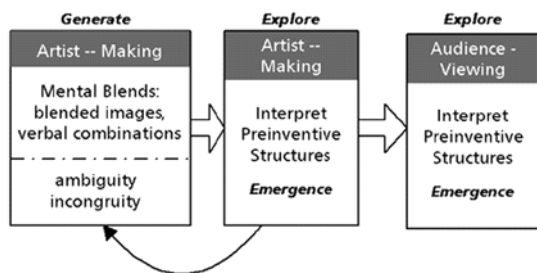 Generate
Artist -- Making
Mental Blends:
blended images,
verbal combinations
ambiguity
incongruity
Explore
Artist --
Making
Interpret
Preinventive
Structures
Emergence
Explore
Audience -
Viewing
Interpret
Preinventive
Structures
Emergence